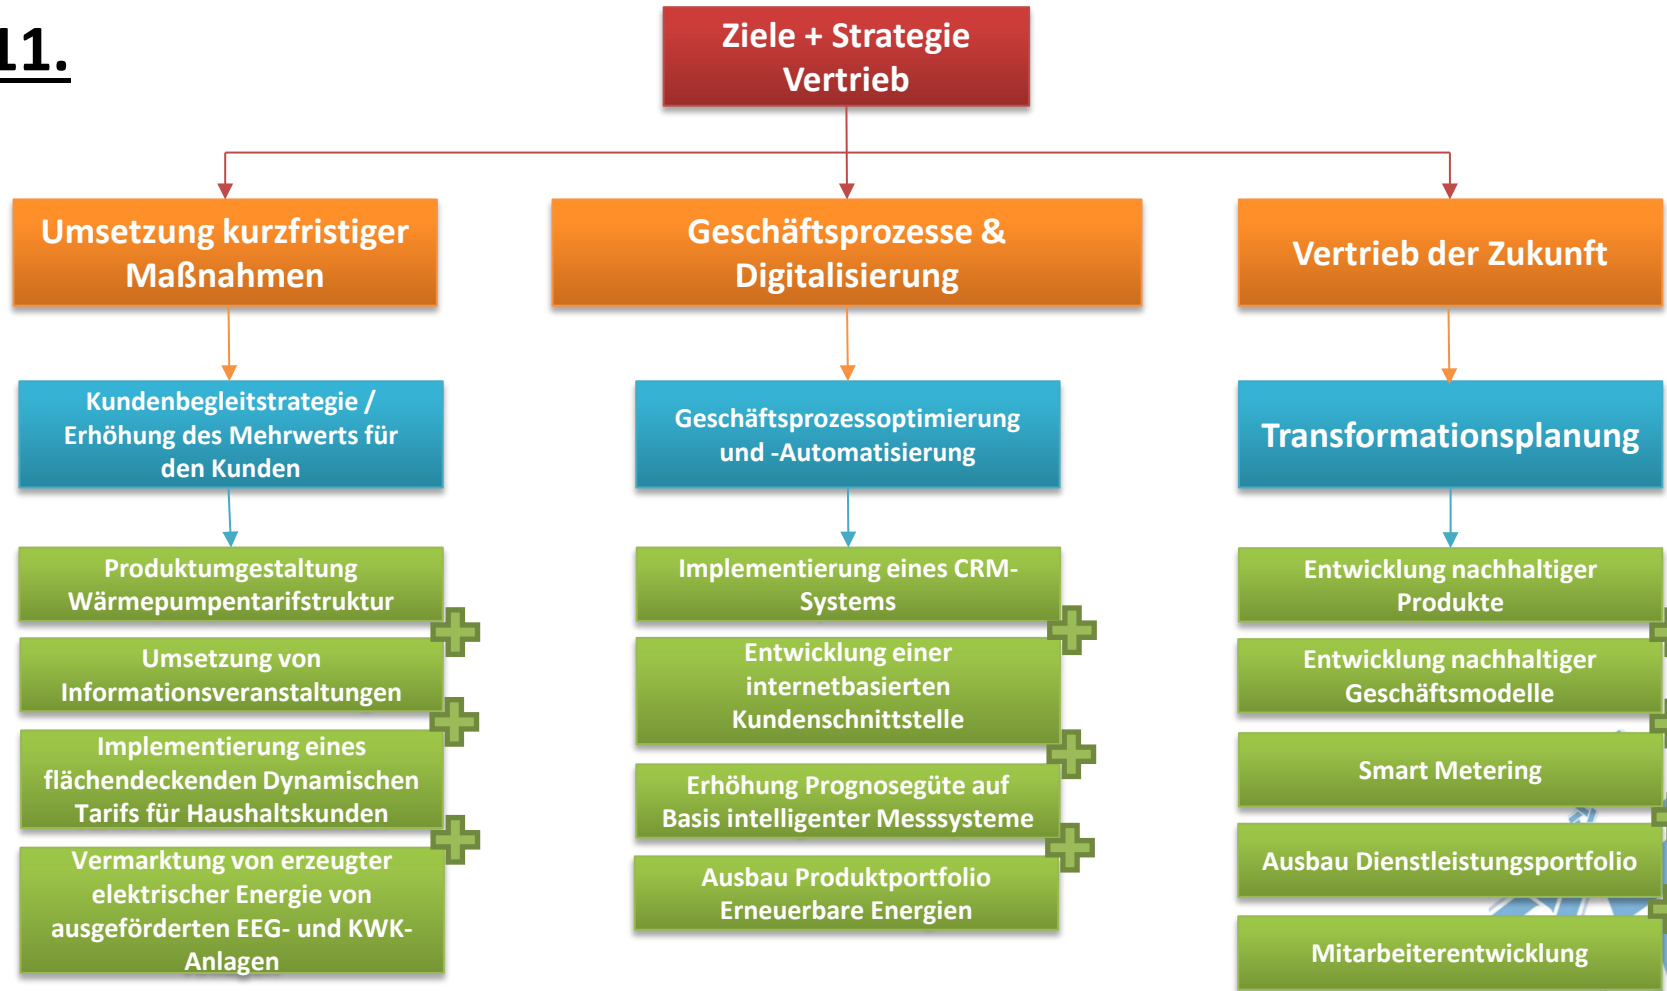 11.
Ziele + Strategie
Vertrieb
Umsetzung kurzfristiger
Maßnahmen
Geschäftsprozesse &
Digitalisierung
Vertrieb der Zukunft
Kundenbegleitstrategie /
Erhöhung des Mehrwerts für
den Kunden
Geschäftsprozessoptimierung
und -Automatisierung
Transformationsplanung
Produktumgestaltung
Wärmepumpentarifstruktur
Umsetzung von
Informationsveranstaltungen
Implementierung eines
flächendeckenden Dynamischen
Tarifs für Haushaltskunden
Vermarktung von erzeugter
elektrischer Energie von
ausgeförderten EEG- und KWK-
Anlagen
Implementierung eines CRM-
Systems
Entwicklung einer
internetbasierten
Kundenschnittstelle
Erhöhung Prognosegüte auf
Basis intelligenter Messsysteme
Ausbau Produktportfolio
Erneuerbare Energien
Entwicklung nachhaltiger
Produkte
Entwicklung nachhaltiger
Geschäftsmodelle
Smart Metering
Ausbau Dienstleistungsportfolio
Mitarbeiterentwicklung